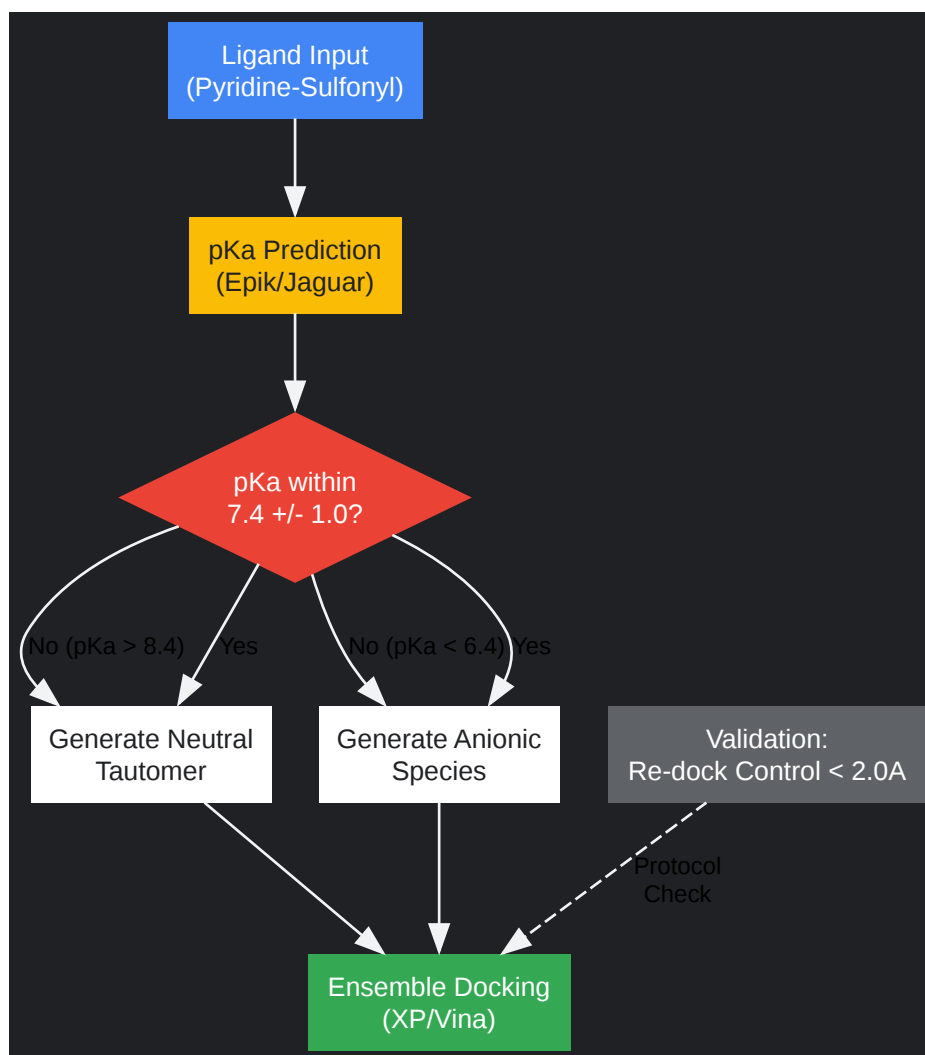 Ligand Input
(Pyridine-Sulfonyl)
pKa Prediction
(Epik/Jaguar)
pKa within
7.4 +/- 1.0?
No (pKa > 8.4)
Yes
No (pKa < 6.4)
Yes
Generate Neutral
Tautomer
Generate Anionic
Species
Validation:
Re-dock Control < 2.0A
Protocol
Check
Ensemble Docking
(XP/Vina)